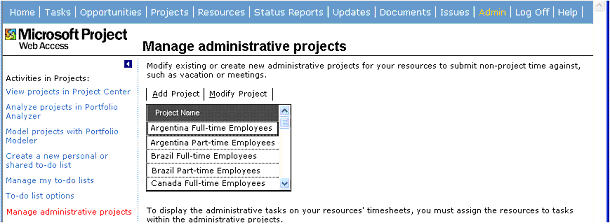 Home | Tasks | Opportunities | Projects | Resources | Status Reports | Updates | Documents | Issues | Admin | Log Off | Help |
Microsoft Project
Web Access
Manage administrative projects
Modify existing or create new administrative projects for your resources to submit non-project time against,
such as vacation or meetings.
Activities in Projects:
View projects in Project Center
Analyze projects in Portfolio
Analyzer
Model projects with Portfolio
Modeler
Create a new personal or
shared to-do list
Manage my to-do lists
To-do list options
Manage administrative projects
Add Project | Modify Project
Project Name
Argentina Full-time Employees
Argentina Part-time Employees
Brazil Full-time Employees
Brazil Part-time Employees
Canada Full-time Employees
To display the administrative tasks on your resources' timesheets, you must assign the resources to tasks
within the administrative projects.